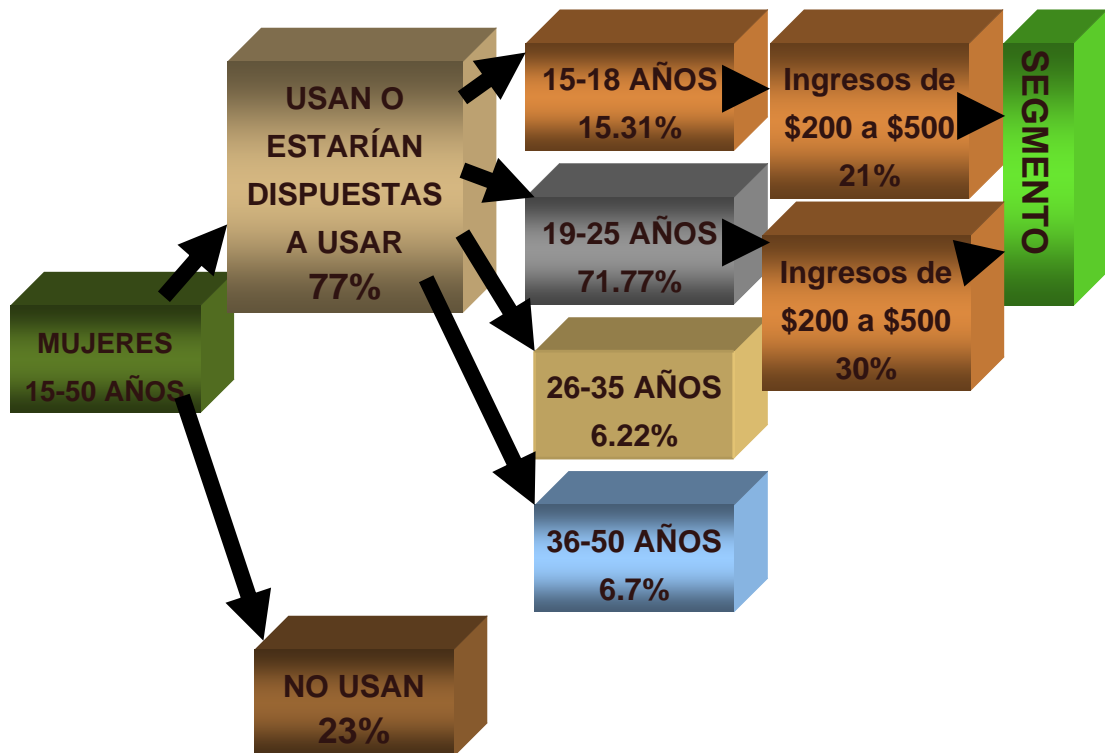 MUJERES
15-50 AÑOS
USAN O
ESTARÍAN
DISPUESTAS
A USAR
77%
NO USAN
23%
15-18 AÑOS
15.31%
19-25 AÑOS
71.77%
26-35 AÑOS
6.22%
36-50 AÑOS
6.7%
Ingresos de
$200 a $500
21%
Ingresos de
$200 a $500
30%
SEGMENTO